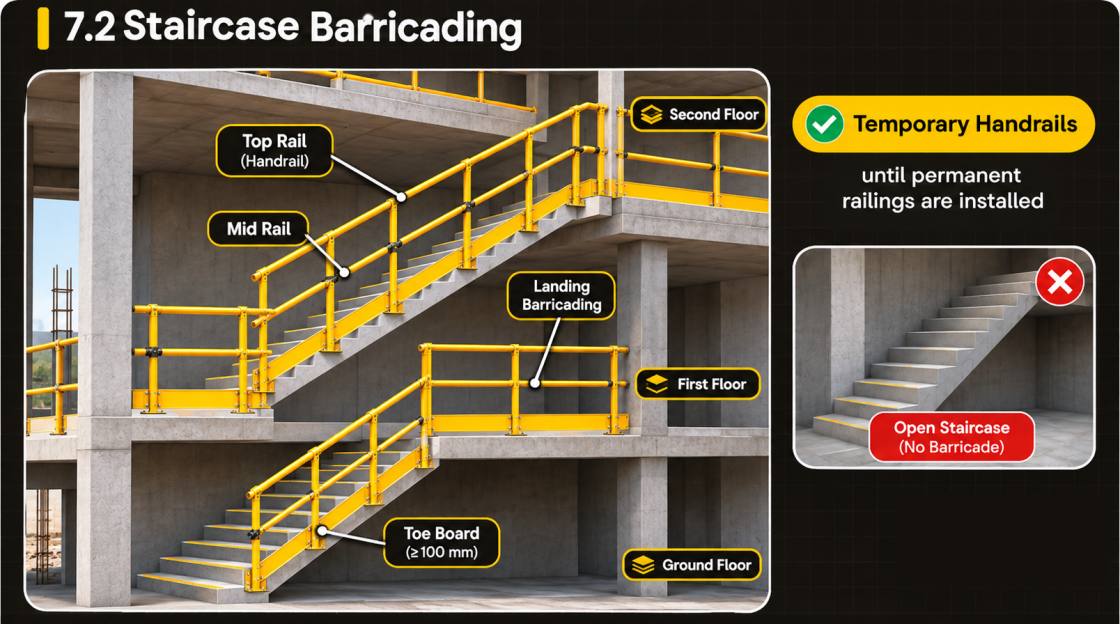 7.2 Staircase Barricading
Top Rail
(Handrail)
Mid Rail
Landing
Barricading
Toe Board
(≥100 mm)
Second Floor
First Floor
Ground Floor
Temporary Handrails
until permanent
railings are installed
Open Staircase
(No Barricade)